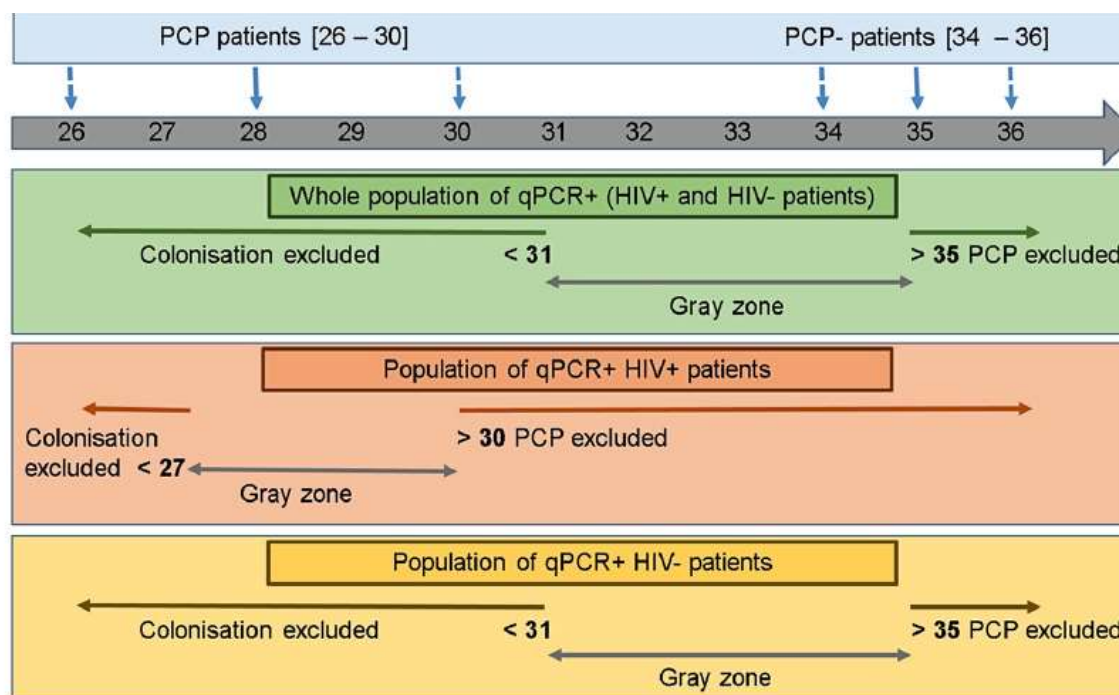 PCP patients [26 – 30] PCP- patients [34 – 36]
26 27 28 29 30 31 32 33 34 35 36
Whole population of qPCR+ (HIV+ and HIV- patients)
Colonisation excluded < 31 > 35 PCP excluded
Gray zone
Population of qPCR+ HIV+ patients
Colonisation > 30 PCP excluded
excluded < 27
Gray zone
Population of qPCR+ HIV- patients
Colonisation excluded < 31 > 35 PCP excluded
Gray zone